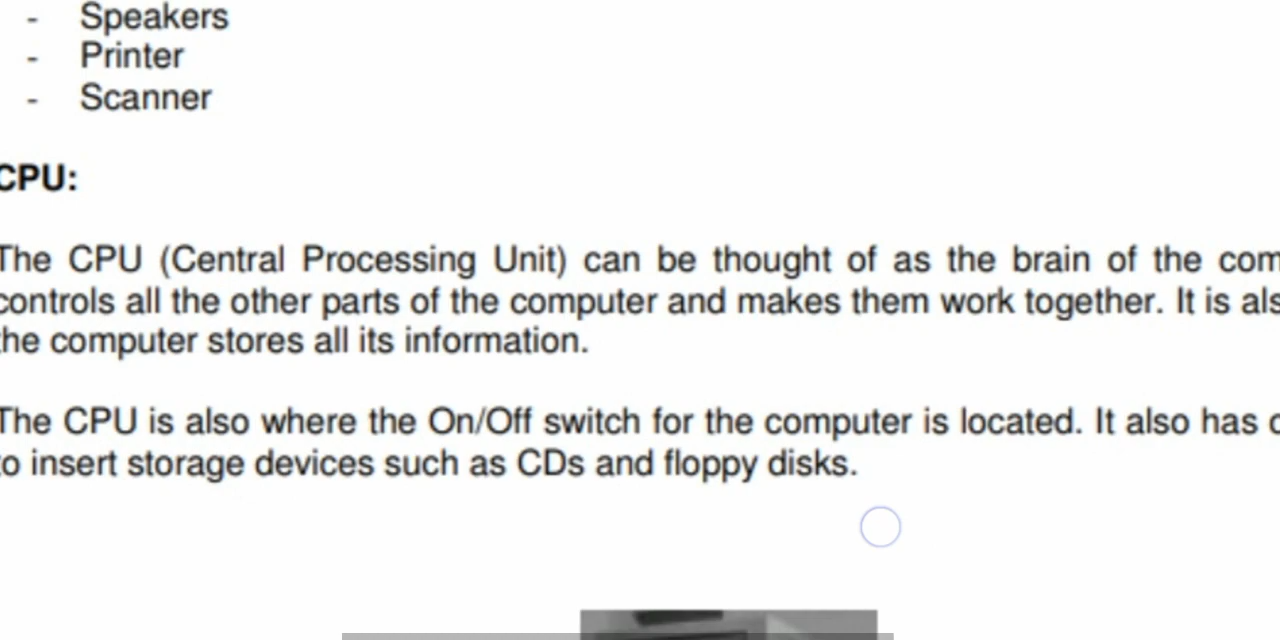 - Speakers
- Printer
- Scanner
CPU:
The CPU (Central Processing Unit) can be thought of as the brain of the com
controls all the other parts of the computer and makes them work together. It is als
the computer stores all its information.
The CPU is also where the On/Off switch for the computer is located. It also has
to insert storage devices such as CDs and floppy disks.